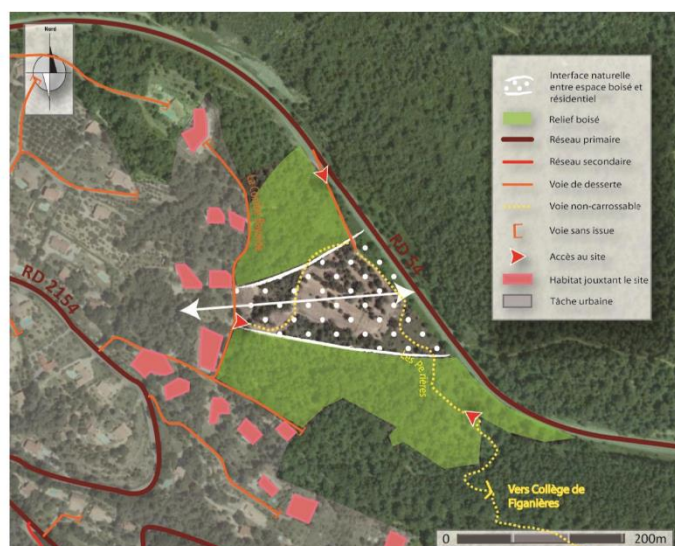 Nord
Interface naturelle
entre espace boisé et
résidentiel
Relief boisé
Réseau primaire
Réseau secondaire
Voie de desserte
Voie non-carrossable
Voie sans issue
Accès au site
Habitat jouxtant le site
Tâche urbaine
RD 54
RD 2154
Vers Collège de
Figanières
0 200m